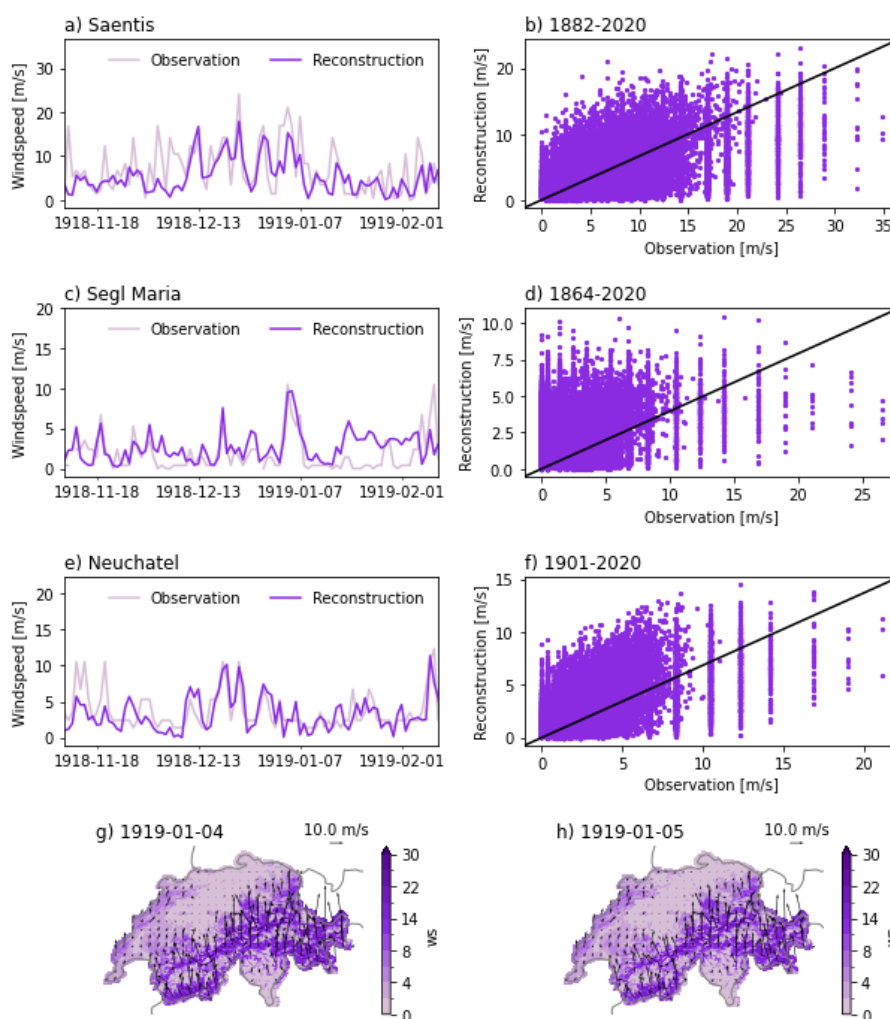 a) Saentis
Windspeed [m/s]
30
20
10
0
Observation
Reconstruction
1918-11-18 1918-12-13 1919-01-07 1919-02-01
b) 1882-2020
Reconstruction [m/s]
20
10
0
0 5 10 15 20 25 30 35
Observation [m/s]
c) Segl Maria
Windspeed [m/s]
20
15
10
5
0
Observation
Reconstruction
1918-11-18 1918-12-13 1919-01-07 1919-02-01
d) 1864-2020
Reconstruction [m/s]
10.0
7.5
5.0
2.5
0.0
0 5 10 15 20 25
Observation [m/s]
e) Neuchatel
Windspeed [m/s]
20
15
10
5
0
Observation
Reconstruction
1918-11-18 1918-12-13 1919-01-07 1919-02-01
f) 1901-2020
Reconstruction [m/s]
15
10
5
0
0 5 10 15 20
Observation [m/s]
g) 1919-01-04
10.0 m/s
30
22
14
8
4
0
ws
h) 1919-01-05
10.0 m/s
30
22
14
8
4
0
ws